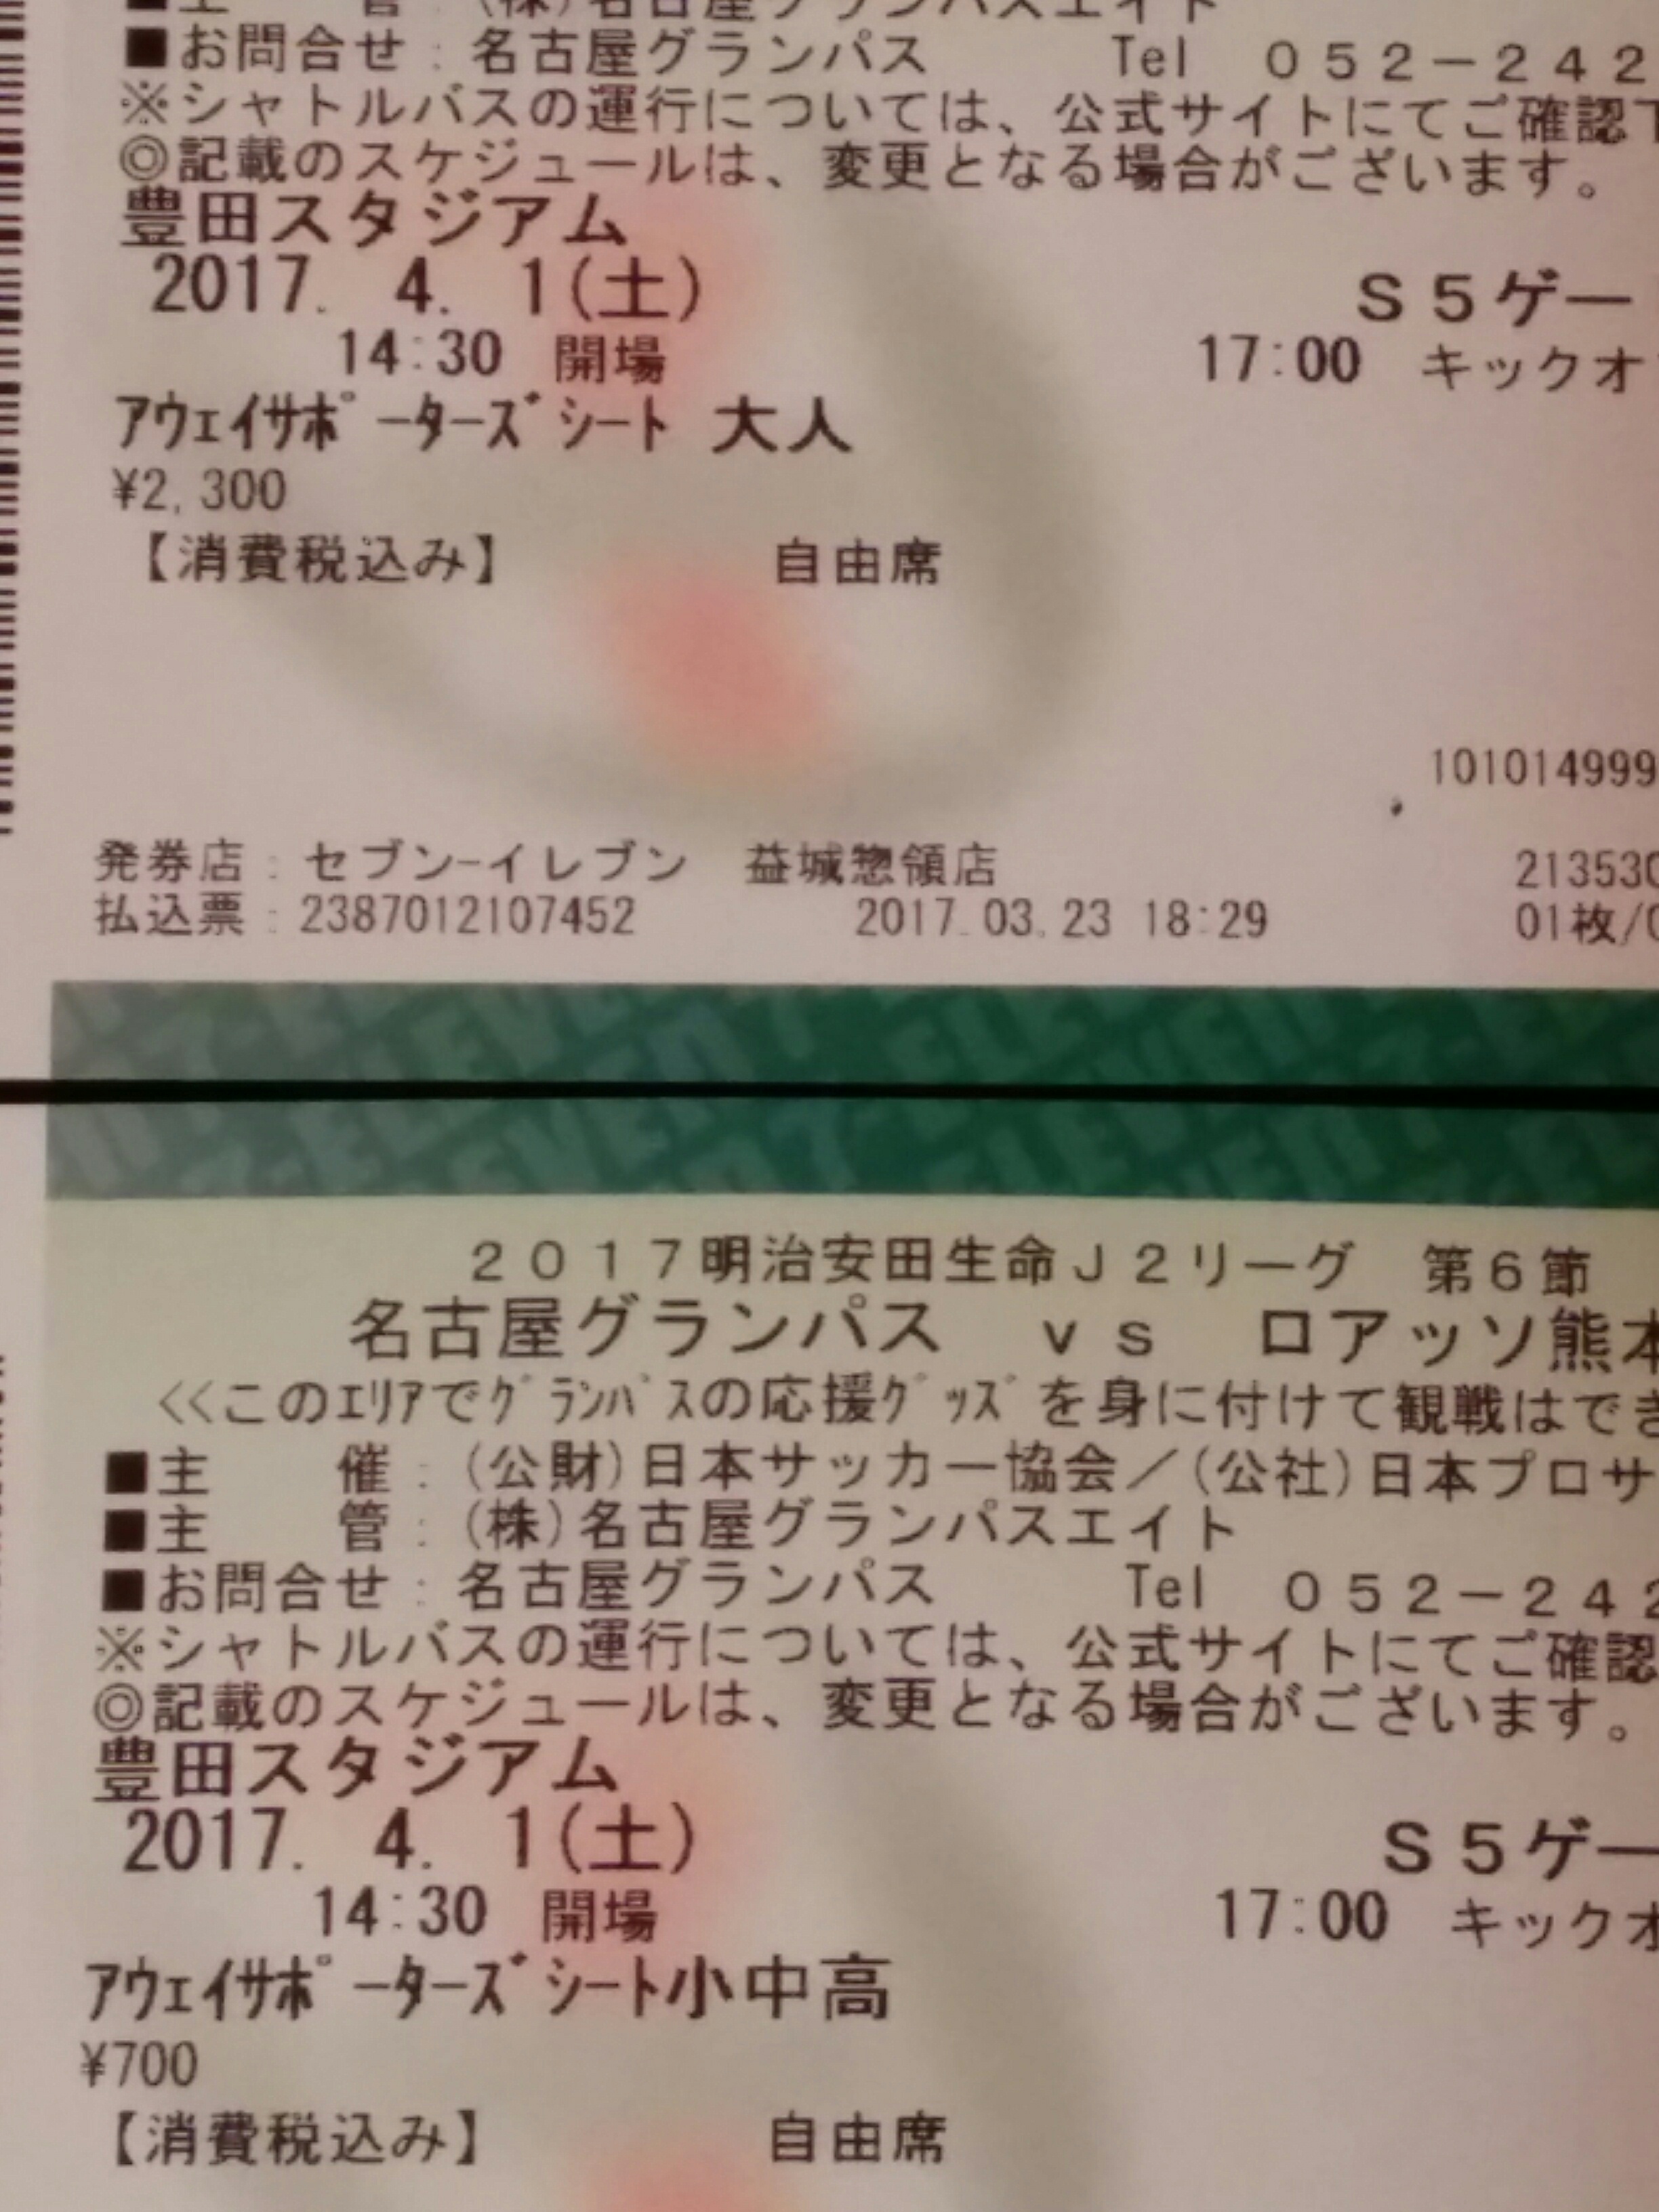 ■主　　管：(株)名古屋グランパスエイト
■お問合せ：名古屋グランパス　　Tel　052－242
※シャトルバスの運行については、公式サイトにてご確認下
◎記載のスケジュールは、変更となる場合がございます。
豊田スタジアム
2017. 4. 1(土)　S5ゲー
14:30 開場　17:00 キックオ
ｱｳｪｲｻﾎﾟｰﾀｰｽﾞｼｰﾄ 大人
¥2,300
【消費税込み】　自由席
101014999
発券店：セブン-イレブン　益城惣領店　213530
払込票：2387012107452　2017.03.23 18:29　01枚/0
2017明治安田生命J2リーグ　第6節
名古屋グランパス　vs　ロアッソ熊本
<<このｴﾘｱでｸﾞﾗﾝﾊﾟｽの応援ｸﾞｯｽﾞを身に付けて観戦はでき
■主　　催：(公財)日本サッカー協会／(公社)日本プロサ
■主　　管：(株)名古屋グランパスエイト
■お問合せ：名古屋グランパス　　Tel　052－242
※シャトルバスの運行については、公式サイトにてご確認
◎記載のスケジュールは、変更となる場合がございます。
豊田スタジアム
2017. 4. 1(土)　S5ゲー
14:30 開場　17:00 キックオ
ｱｳｪｲｻﾎﾟｰﾀｰｽﾞｼｰﾄ小中高
¥700
【消費税込み】　自由席